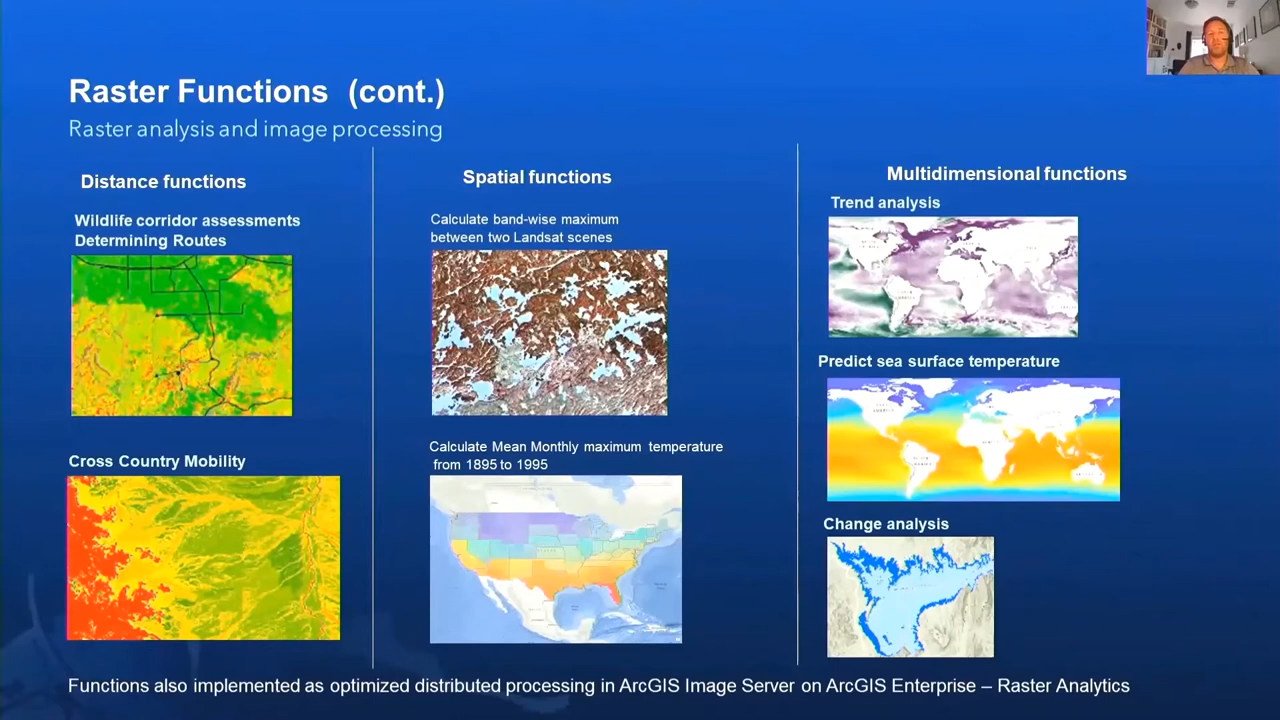 Raster Functions (cont.)
Raster analysis and image processing
Distance functions
Wildlife corridor assessments
Determining Routes
Cross Country Mobility
Spatial functions
Calculate band-wise maximum
between two Landsat scenes
Calculate Mean Monthly maximum temperature
from 1895 to 1995
Multidimensional functions
Trend analysis
Predict sea surface temperature
Change analysis
Functions also implemented as optimized distributed processing in ArcGIS Image Server on ArcGIS Enterprise – Raster Analytics